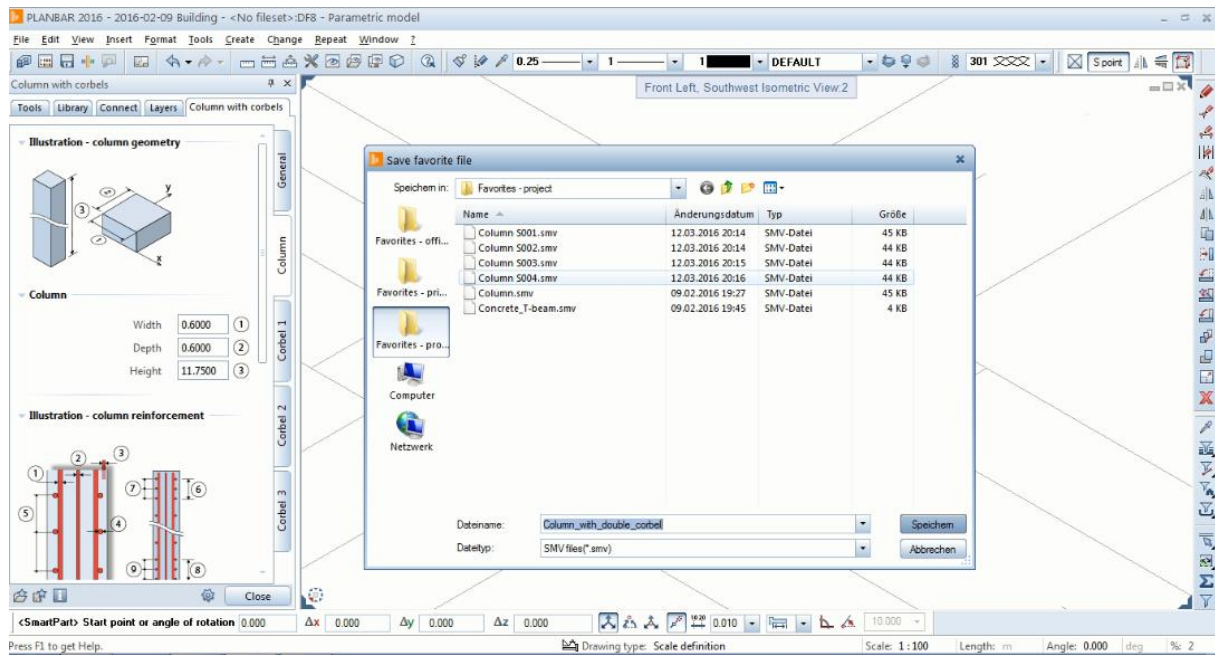 PLANBAR 2016 - 2016-02-09 Building - <No fileset>:DF8 - Parametric model
File Edit View Insert Format Tools Create Change Repeat Window ?
0.25 1 1 DEFAULT 301 S point
Column with corbels
Front Left, Southwest Isometric View:2
Tools Library Connect Layers Column with corbels
Illustration - column geometry
General
Column
Corbel 1
Corbel 2
Corbel 3
3 y
x
Column
Width 0.6000 1
Depth 0.6000 2
Height 11.7500 3
Illustration - column reinforcement
1 2 3
7 6
5 4
9 8
Close
Save favorite file
Speichern in: Favorites - project
Name Änderungsdatum Typ Größe
Column S001.smv 12.03.2016 20:14 SMV-Datei 45 KB
Column S002.smv 12.03.2016 20:14 SMV-Datei 44 KB
Column S003.smv 12.03.2016 20:15 SMV-Datei 44 KB
Column S004.smv 12.03.2016 20:16 SMV-Datei 44 KB
Column.smv 09.02.2016 19:27 SMV-Datei 45 KB
Concrete_T-beam.smv 09.02.2016 19:45 SMV-Datei 4 KB
Favorites - offi...
Favorites - pri...
Favorites - pro...
Computer
Netzwerk
Dateiname: Column_with_double_corbel Speichern
Dateityp: SMV files(*.smv) Abbrechen
<SmartPart> Start point or angle of rotation 0.000 Δx 0.000 Δy 0.000 Δz 0.000 0.010 10.000
Press F1 to get Help. Drawing type: Scale definition Scale: 1 : 100 Length: m Angle: 0.000 deg %: 2